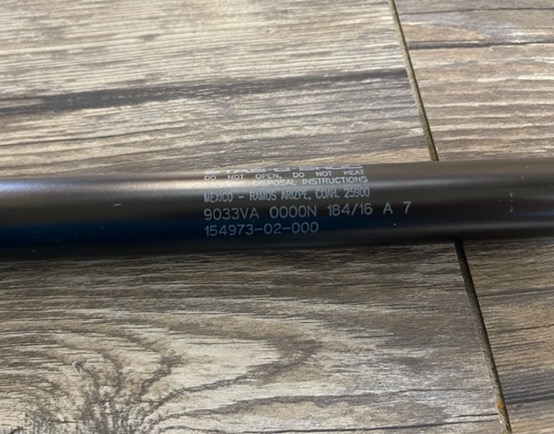 DO NOT OPEN, DO NOT HEAT
DISPOSAL INSTRUCTIONS
MEXICO - RAMOS ARIZPE, COAH. 25900
9033VA 0000N 184/16 A 7
154973-02-000